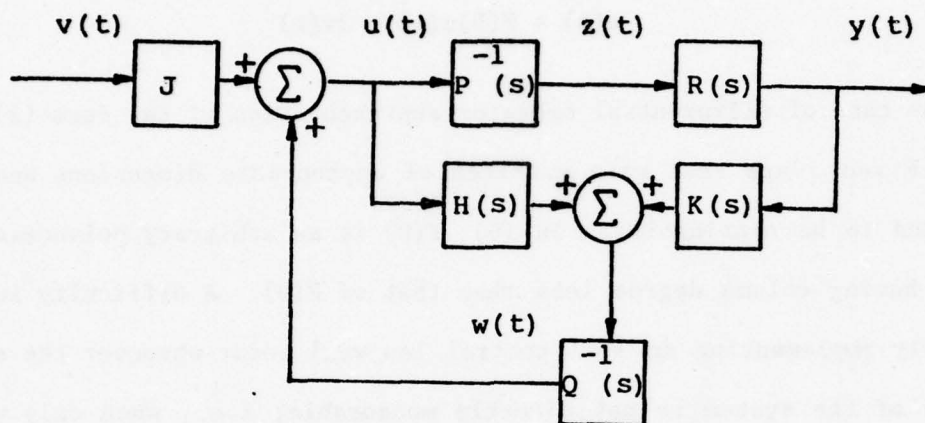 v(t) u(t) z(t) y(t)
J + Σ + P⁻¹(s) R(s)
H(s) + Σ + K(s)
w(t)
Q⁻¹(s)